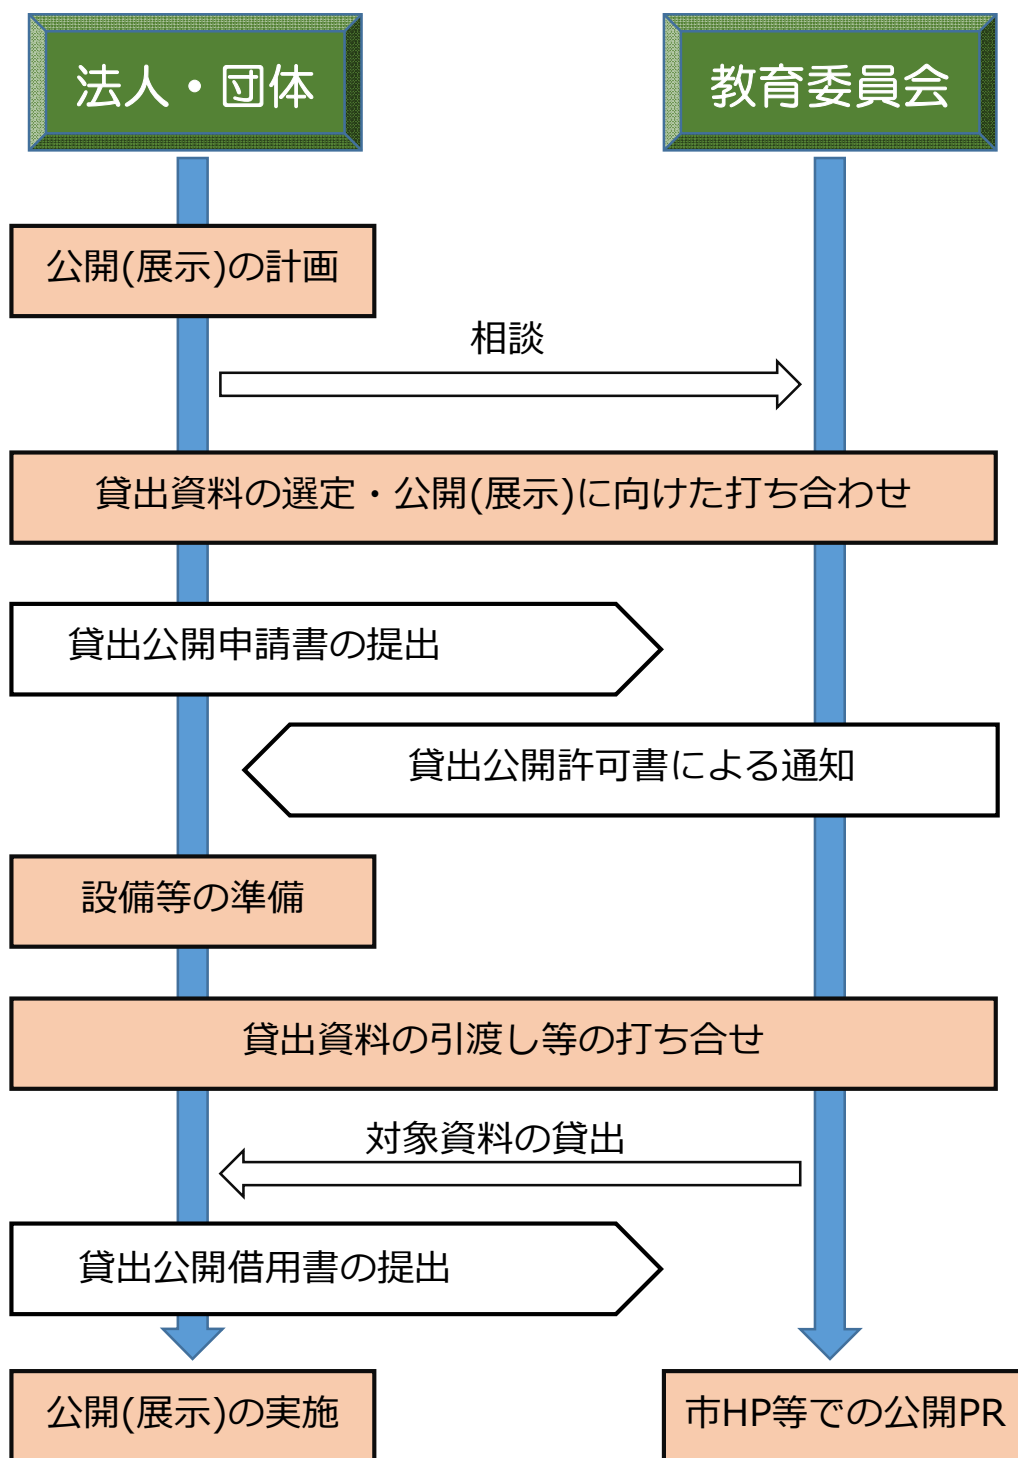 法人・団体
教育委員会
公開(展示)の計画
相談
貸出資料の選定・公開(展示)に向けた打ち合わせ
貸出公開申請書の提出
貸出公開許可書による通知
設備等の準備
貸出資料の引渡し等の打ち合せ
対象資料の貸出
貸出公開借用書の提出
公開(展示)の実施
市HP等での公開PR